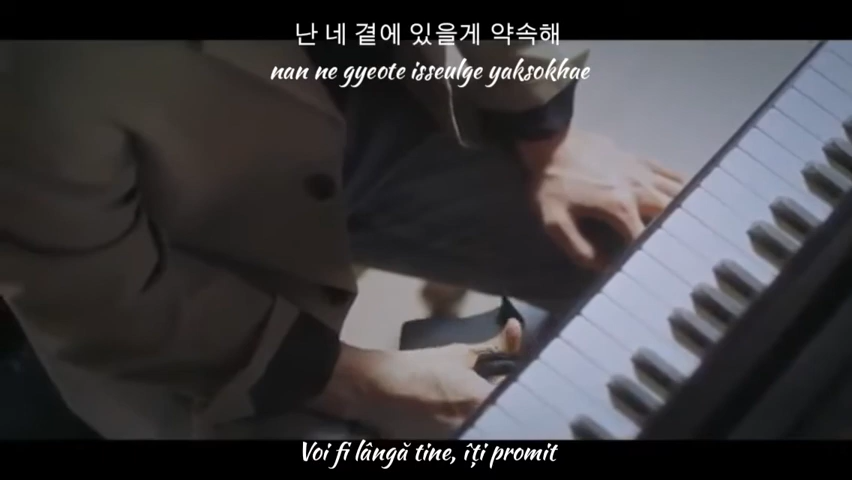 난 네 곁에 있을게 약속해
nan ne gyeote isseulge yaksokhae
Voi fi lângă tine, îți promit